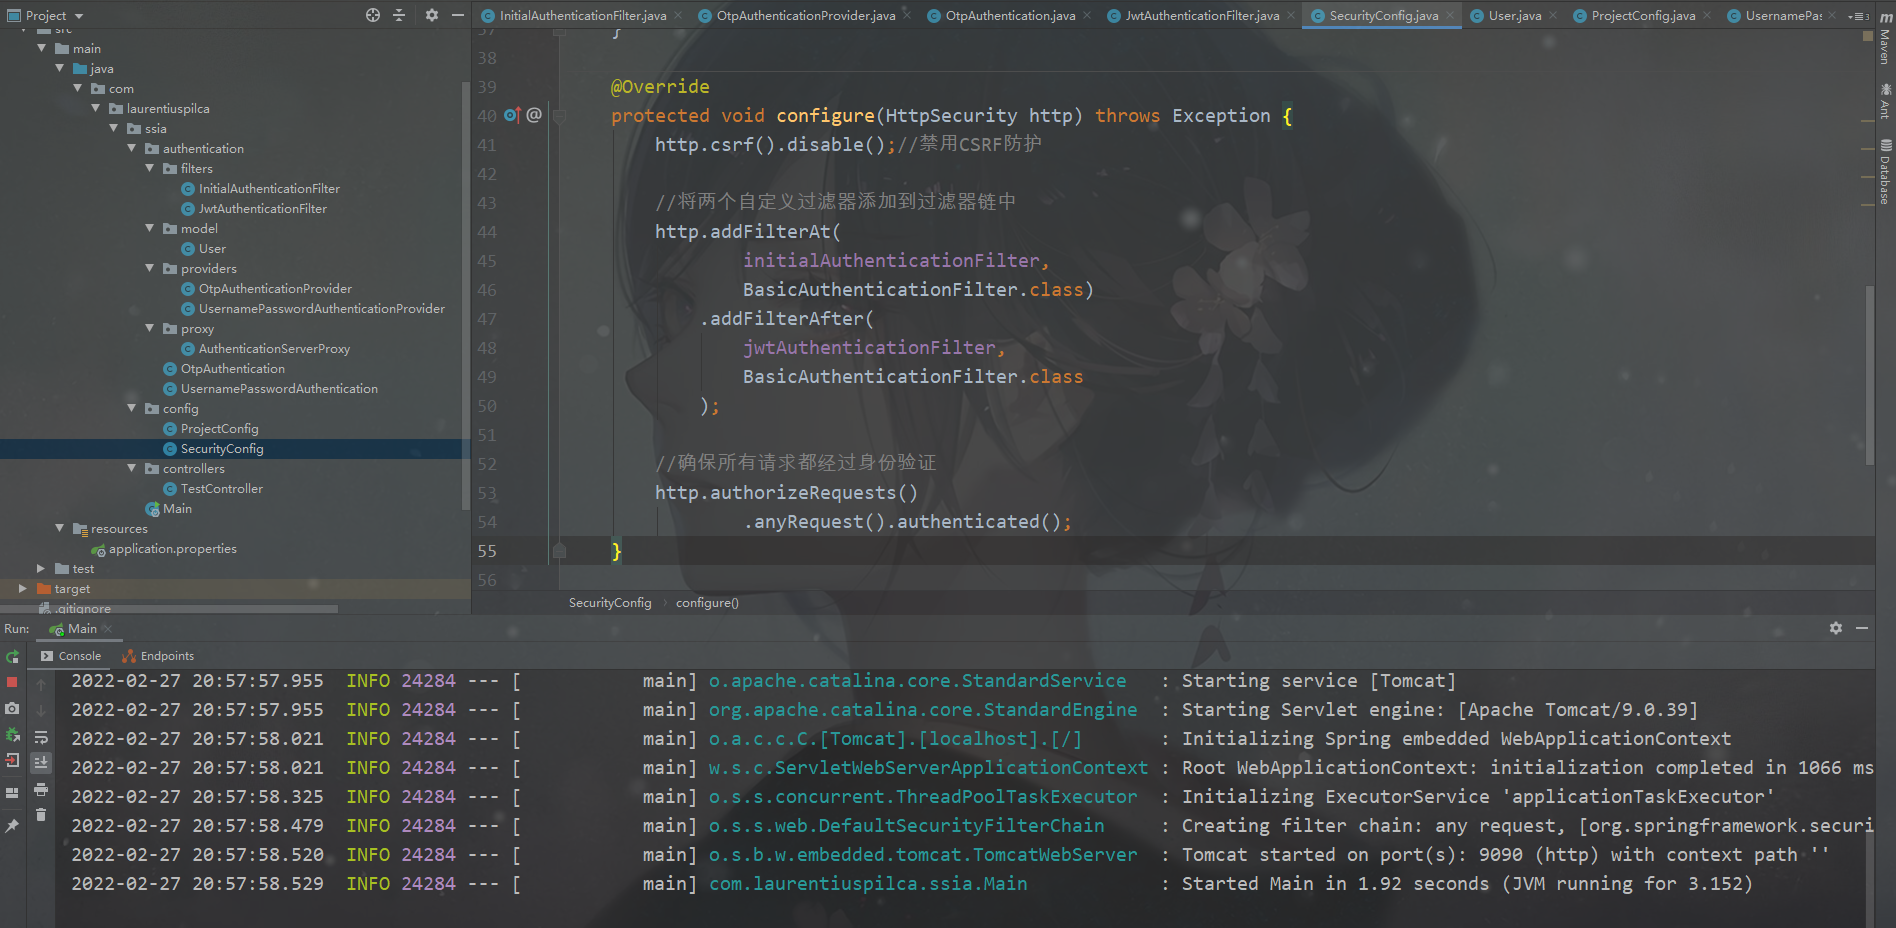 Project
InitialAuthenticationFilter.java
OtpAuthenticationProvider.java
OtpAuthentication.java
JwtAuthenticationFilter.java
SecurityConfig.java
User.java
ProjectConfig.java
UsernamePas
src
main
java
com
laurentiuspilca
ssia
authentication
filters
InitialAuthenticationFilter
JwtAuthenticationFilter
model
User
providers
OtpAuthenticationProvider
UsernamePasswordAuthenticationProvider
proxy
AuthenticationServerProxy
OtpAuthentication
UsernamePasswordAuthentication
config
ProjectConfig
SecurityConfig
controllers
TestController
Main
resources
application.properties
test
target
.gitignore
37 }
38
39 @Override
40 @ protected void configure(HttpSecurity http) throws Exception {
41 http.csrf().disable();//禁用CSRF防护
42
43 //将两个自定义过滤器添加到过滤器链中
44 http.addFilterAt(
45 initialAuthenticationFilter,
46 BasicAuthenticationFilter.class)
47 .addFilterAfter(
48 jwtAuthenticationFilter,
49 BasicAuthenticationFilter.class
50 );
51
52 //确保所有请求都经过身份验证
53 http.authorizeRequests()
54 .anyRequest().authenticated();
55 }
56
SecurityConfig › configure()
Maven
Ant
Database
Run: Main
Console Endpoints
2022-02-27 20:57:57.955 INFO 24284 --- [ main] o.apache.catalina.core.StandardService : Starting service [Tomcat]
2022-02-27 20:57:57.955 INFO 24284 --- [ main] org.apache.catalina.core.StandardEngine : Starting Servlet engine: [Apache Tomcat/9.0.39]
2022-02-27 20:57:58.021 INFO 24284 --- [ main] o.a.c.c.C.[Tomcat].[localhost].[/] : Initializing Spring embedded WebApplicationContext
2022-02-27 20:57:58.021 INFO 24284 --- [ main] w.s.c.ServletWebServerApplicationContext : Root WebApplicationContext: initialization completed in 1066 ms
2022-02-27 20:57:58.325 INFO 24284 --- [ main] o.s.s.concurrent.ThreadPoolTaskExecutor : Initializing ExecutorService 'applicationTaskExecutor'
2022-02-27 20:57:58.479 INFO 24284 --- [ main] o.s.s.web.DefaultSecurityFilterChain : Creating filter chain: any request, [org.springframework.securi
2022-02-27 20:57:58.520 INFO 24284 --- [ main] o.s.b.w.embedded.tomcat.TomcatWebServer : Tomcat started on port(s): 9090 (http) with context path ''
2022-02-27 20:57:58.529 INFO 24284 --- [ main] com.laurentiuspilca.ssia.Main : Started Main in 1.92 seconds (JVM running for 3.152)